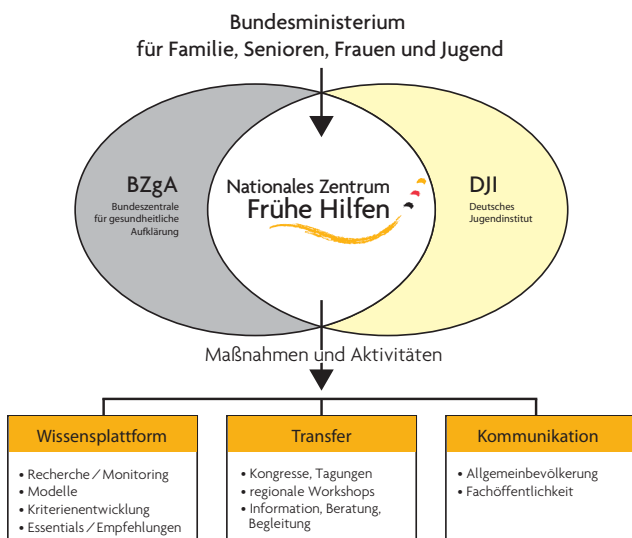 Bundesministerium
für Familie, Senioren, Frauen und Jugend
BZgA
Bundeszentrale
für gesundheitliche
Aufklärung
Nationales Zentrum
Frühe Hilfen
DJI
Deutsches
Jugendinstitut
Maßnahmen und Aktivitäten
Wissensplattform
• Recherche / Monitoring
• Modelle
• Kriterienentwicklung
• Essentials / Empfehlungen
Transfer
• Kongresse, Tagungen
• regionale Workshops
• Information, Beratung,
Begleitung
Kommunikation
• Allgemeinbevölkerung
• Fachöffentlichkeit